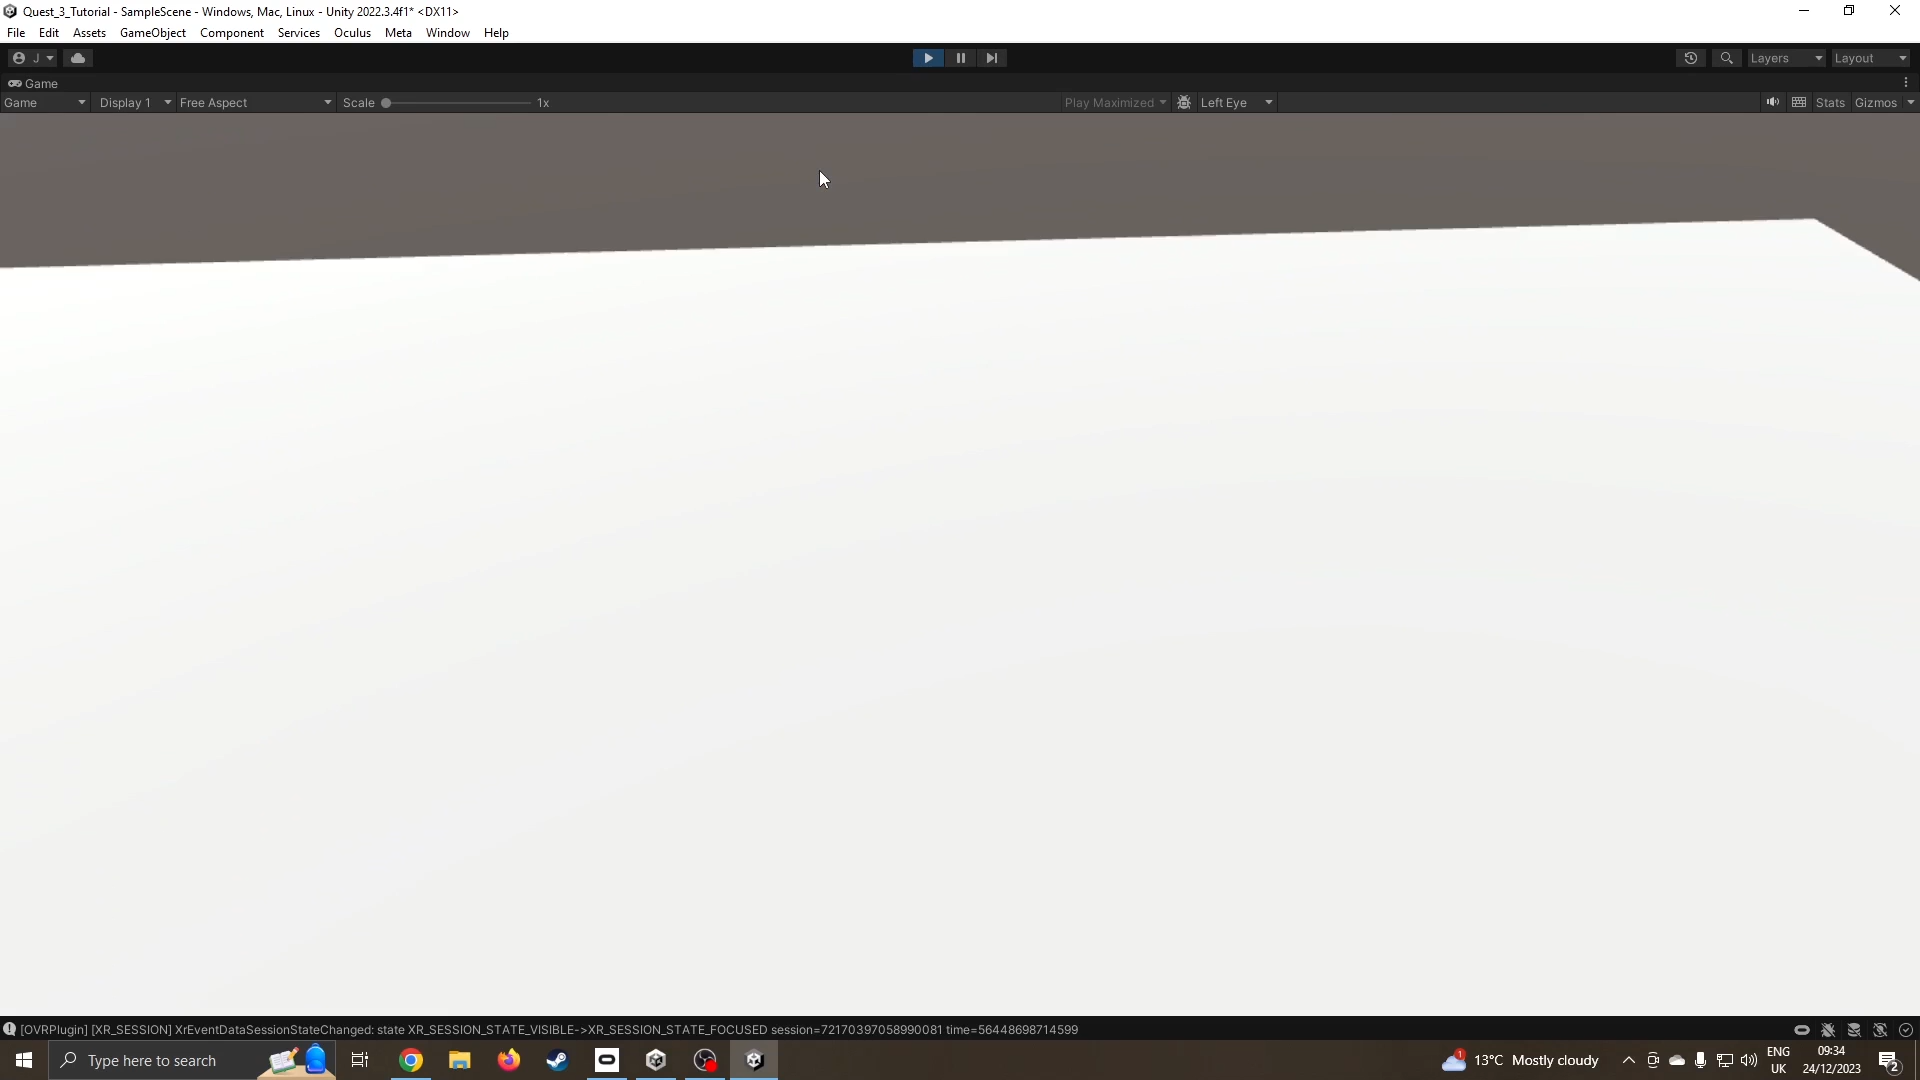 Quest_3_Tutorial - SampleScene - Windows, Mac, Linux - Unity 2022.3.4f1* <DX11>
File Edit Assets GameObject Component Services Oculus Meta Window Help
J Layers Layout
Game
Game Display 1 Free Aspect Scale 1x Play Maximized Left Eye Stats Gizmos
[OVRPlugin] [XR_SESSION] XrEventDataSessionStateChanged: state XR_SESSION_STATE_VISIBLE->XR_SESSION_STATE_FOCUSED session=72170397058990081 time=56448698714599
Type here to search 1 13°C Mostly cloudy ENG 09:34
UK 24/12/2023 2